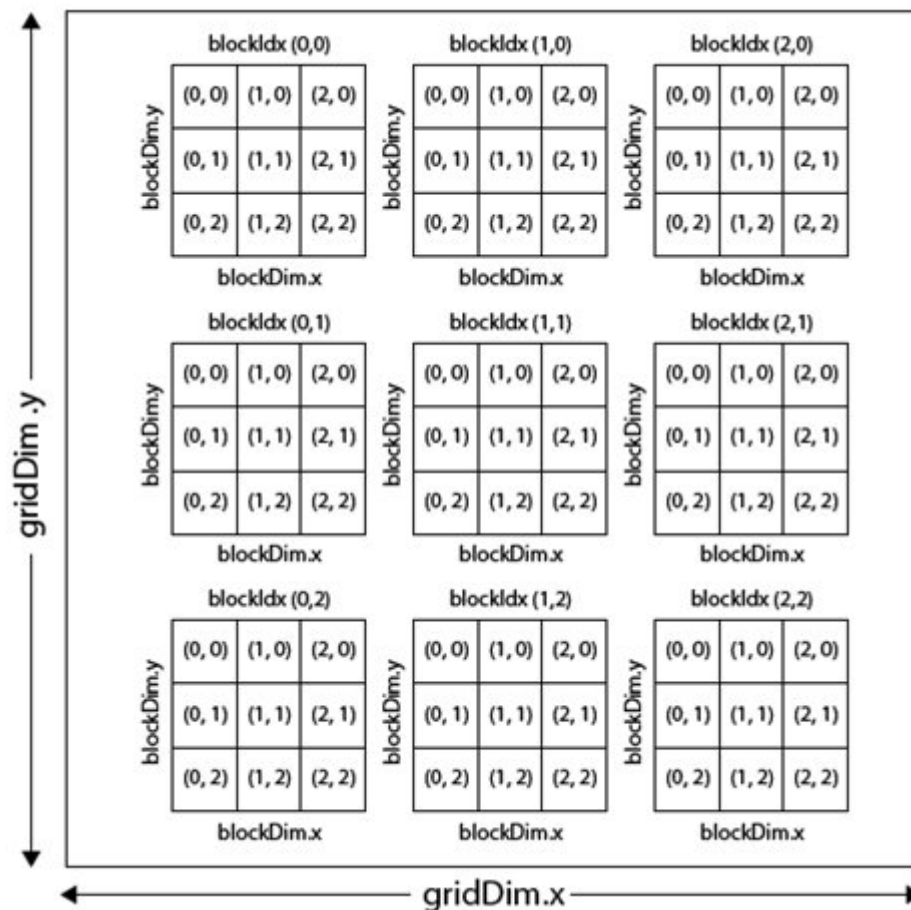 blockIdx (0,0) blockIdx (1,0) blockIdx (2,0)
blockDim.y (0, 0) (1, 0) (2, 0) blockDim.y (0, 0) (1, 0) (2, 0) blockDim.y (0, 0) (1, 0) (2, 0)
(0, 1) (1, 1) (2, 1) (0, 1) (1, 1) (2, 1) (0, 1) (1, 1) (2, 1)
(0, 2) (1, 2) (2, 2) (0, 2) (1, 2) (2, 2) (0, 2) (1, 2) (2, 2)
blockDim.x blockDim.x blockDim.x
blockIdx (0,1) blockIdx (1,1) blockIdx (2,1)
blockDim.y (0, 0) (1, 0) (2, 0) blockDim.y (0, 0) (1, 0) (2, 0) blockDim.y (0, 0) (1, 0) (2, 0)
(0, 1) (1, 1) (2, 1) (0, 1) (1, 1) (2, 1) (0, 1) (1, 1) (2, 1)
(0, 2) (1, 2) (2, 2) (0, 2) (1, 2) (2, 2) (0, 2) (1, 2) (2, 2)
blockDim.x blockDim.x blockDim.x
blockIdx (0,2) blockIdx (1,2) blockIdx (2,2)
blockDim.y (0, 0) (1, 0) (2, 0) blockDim.y (0, 0) (1, 0) (2, 0) blockDim.y (0, 0) (1, 0) (2, 0)
(0, 1) (1, 1) (2, 1) (0, 1) (1, 1) (2, 1) (0, 1) (1, 1) (2, 1)
(0, 2) (1, 2) (2, 2) (0, 2) (1, 2) (2, 2) (0, 2) (1, 2) (2, 2)
blockDim.x blockDim.x blockDim.x
gridDim .y
gridDim.x